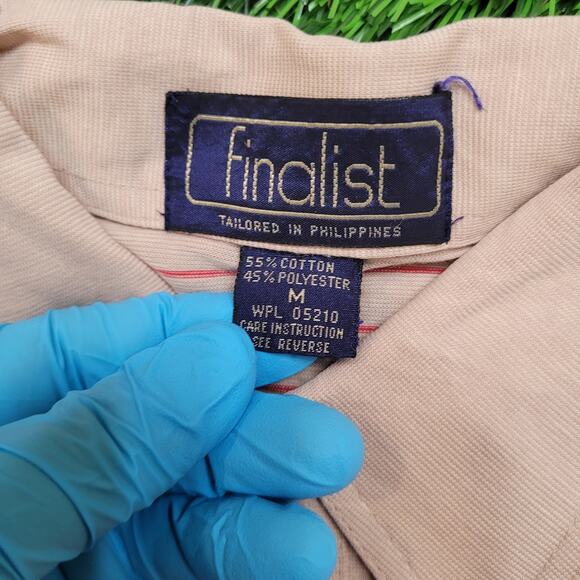 finalist
TAILORED IN PHILIPPINES
55% COTTON
45% POLYESTER
M
WPL 05210
CARE INSTRUCTION
SEE REVERSE